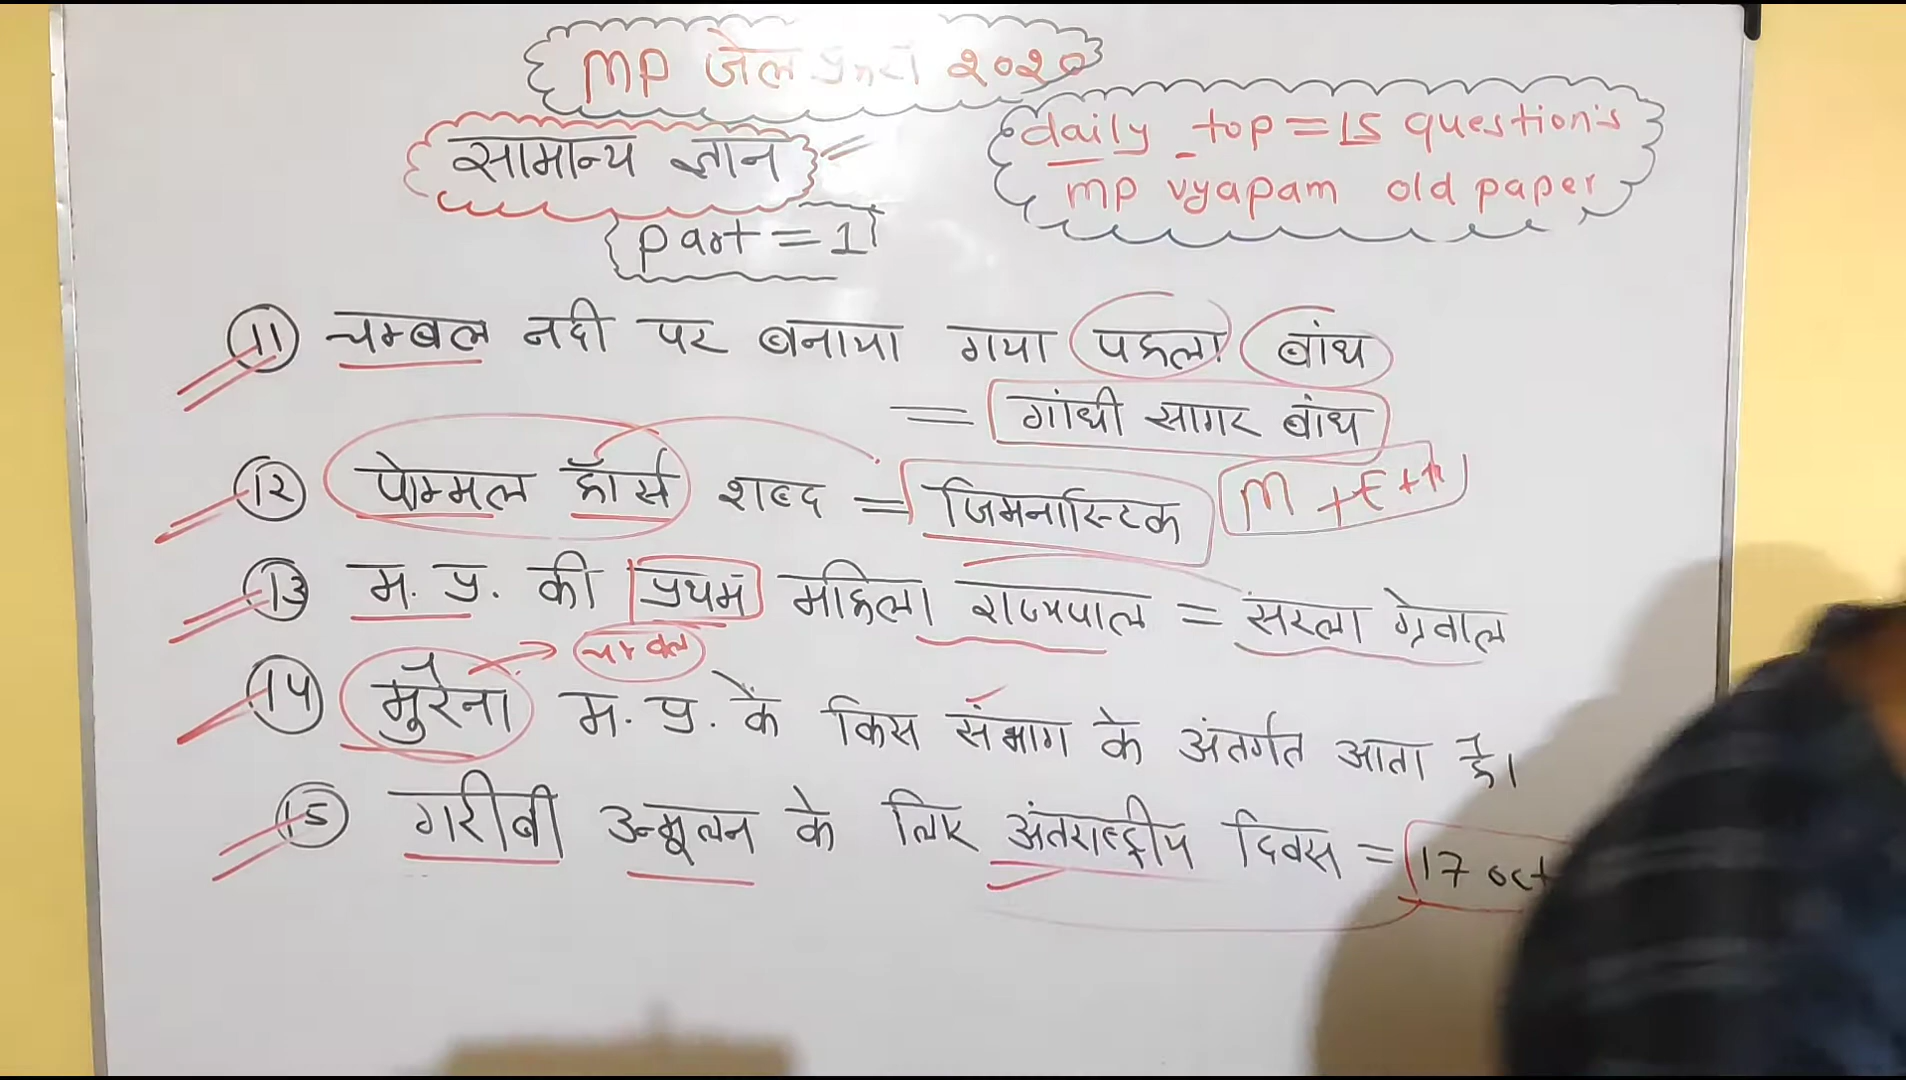 MP जेल प्रहरी २०२०
सामान्य ज्ञान
daily top = 15 question's
mp vyapam old paper
part = 1
11 चम्बल नदी पर बनाया गया पहला बांध
= गांधी सागर बांध
12 पोम्मल हॉर्स शब्द = जिमनास्टिक
13 म. प्र. की प्रथम महिला राज्यपाल = सरला ग्रेवाल
चम्बल
14 मुरैना म. प्र. के किस संभाग के अंतर्गत आता है।
15 गरीबी उन्मूलन के लिए अंतराष्ट्रीय दिवस = 17 oct